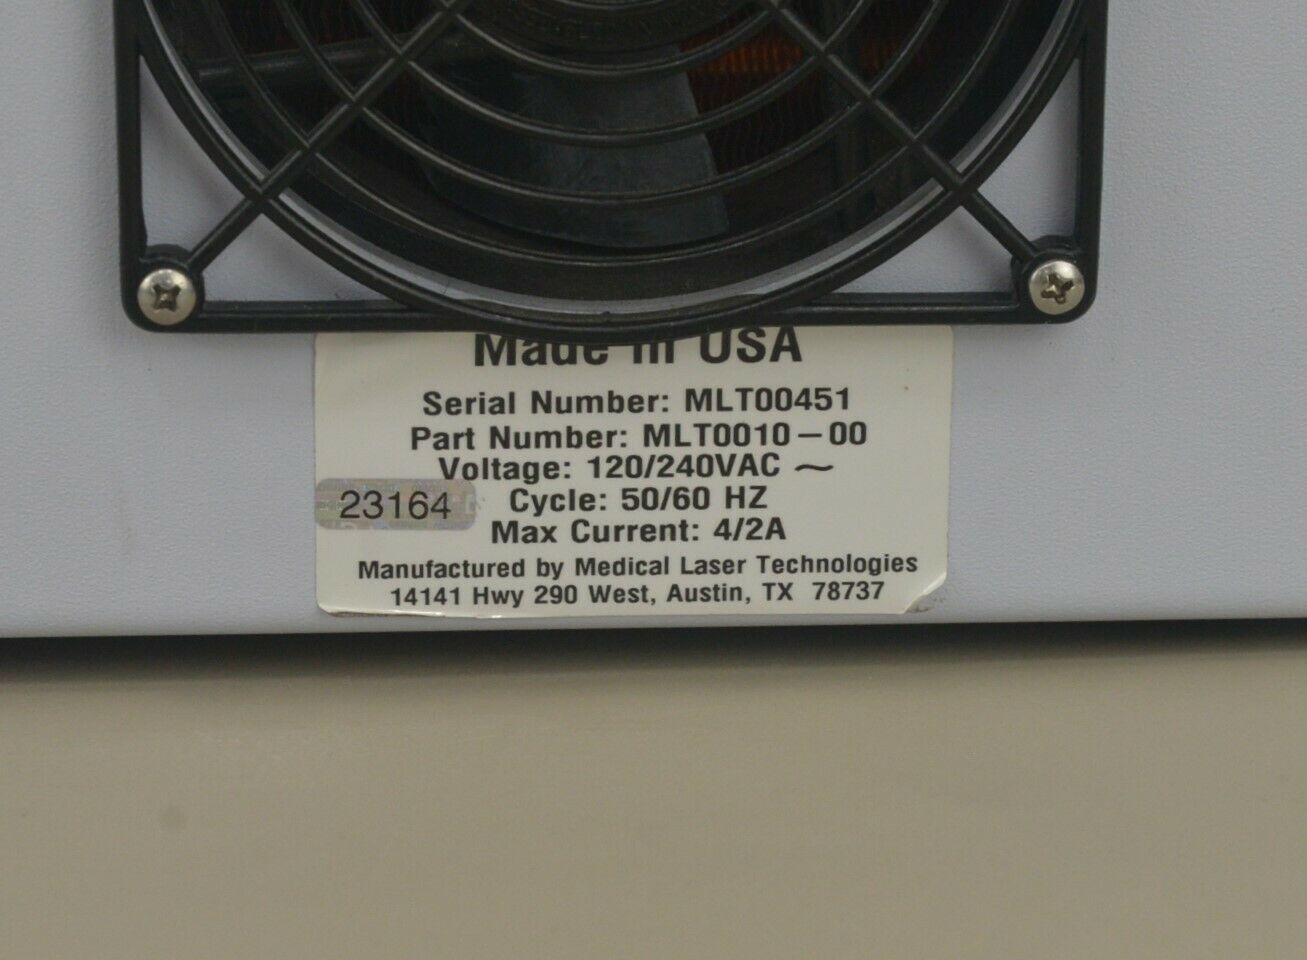 Made in USA
Serial Number: MLT00451
Part Number: MLT0010-00
Voltage: 120/240VAC ~
Cycle: 50/60 HZ
23164
Max Current: 4/2A
Manufactured by Medical Laser Technologies
14141 Hwy 290 West, Austin, TX 78737